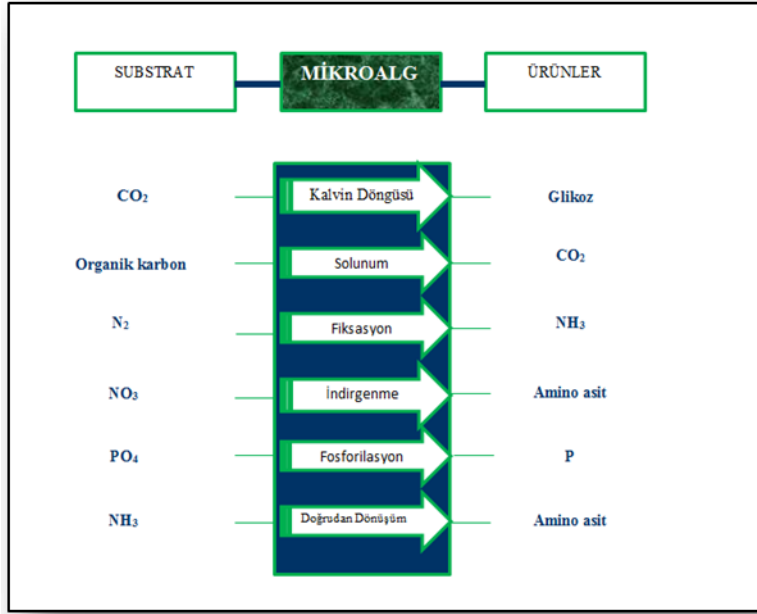 SUBSTRAT MİKROALG ÜRÜNLER
CO₂ Kalvin Döngüsü Glikoz
Organik karbon Solunum CO₂
N₂ Fiksasyon NH₃
NO₃ İndirgenme Amino asit
PO₄ Fosforilasyon P
NH₃ Doğrudan Dönüşüm Amino asit